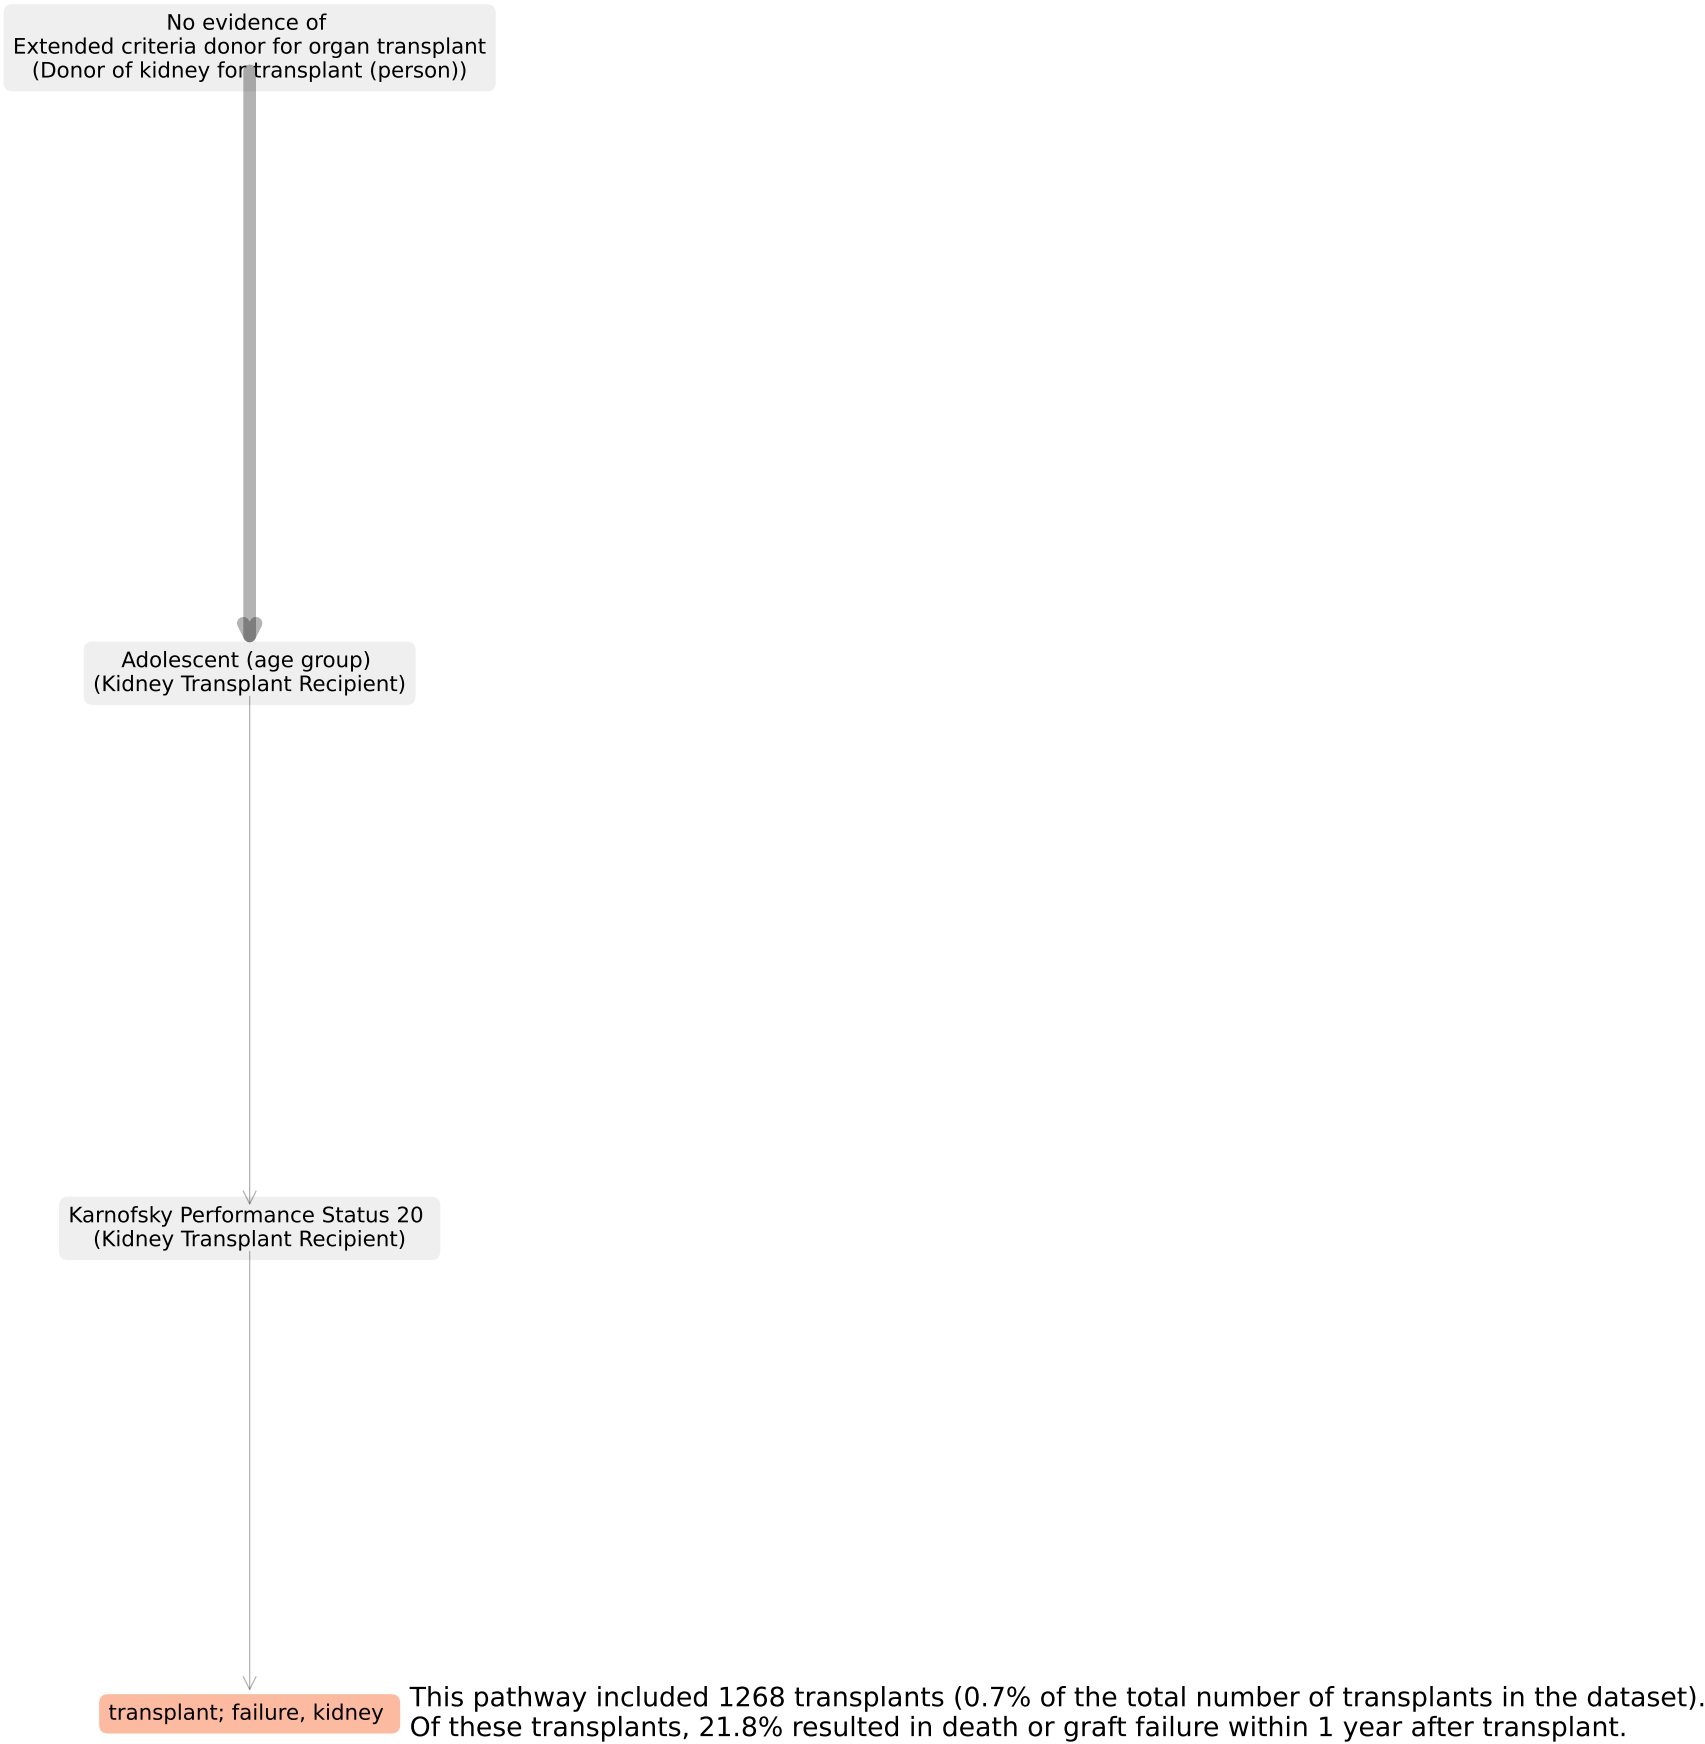 No evidence of
Extended criteria donor for organ transplant
(Donor of kidney for transplant (person))
Adolescent (age group)
(Kidney Transplant Recipient)
Karnofsky Performance Status 20
(Kidney Transplant Recipient)
transplant; failure, kidney
This pathway included 1268 transplants (0.7% of the total number of transplants in the dataset).
Of these transplants, 21.8% resulted in death or graft failure within 1 year after transplant.